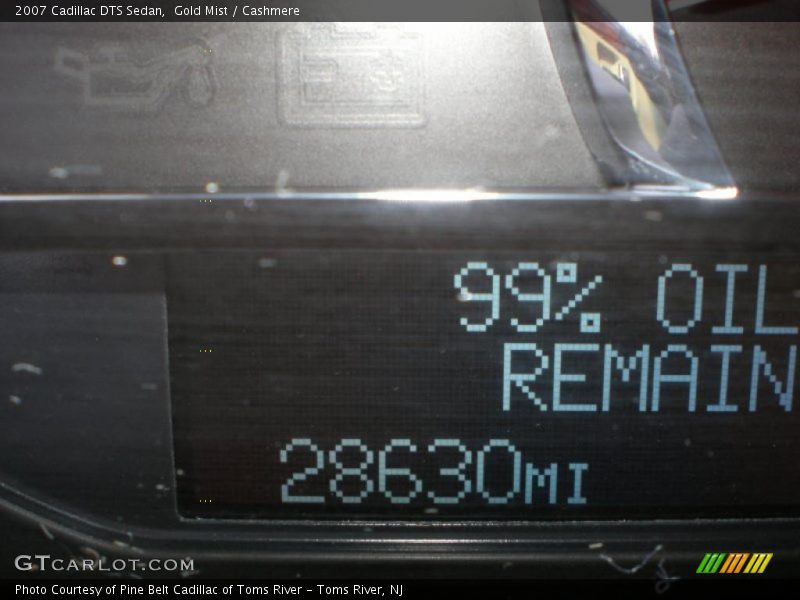 2007 Cadillac DTS Sedan,  Gold Mist / Cashmere
99% OIL
REMAIN
28630MI
GTCARLOT.COM
Photo Courtesy of Pine Belt Cadillac of Toms River – Toms River, NJ